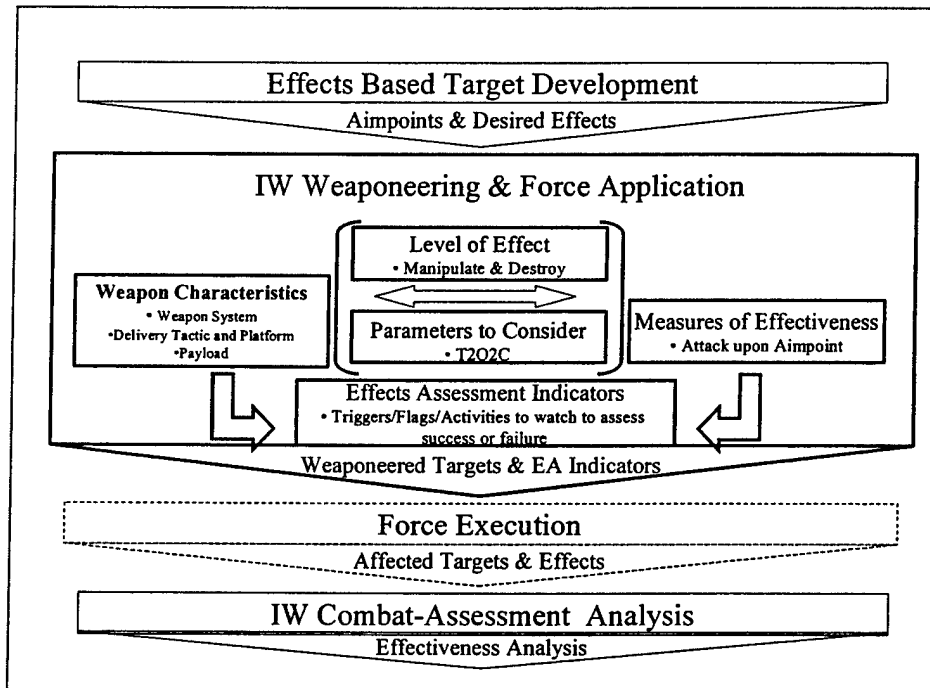 Effects Based Target Development
Aimpoints & Desired Effects
IW Weaponeering & Force Application
Level of Effect
• Manipulate & Destroy
Weapon Characteristics
• Weapon System
•Delivery Tactic and Platform
•Payload
Parameters to Consider
• T2O2C
Measures of Effectiveness
• Attack upon Aimpoint
Effects Assessment Indicators
• Triggers/Flags/Activities to watch to assess
success or failure
Weaponeered Targets & EA Indicators
Force Execution
Affected Targets & Effects
IW Combat-Assessment Analysis
Effectiveness Analysis